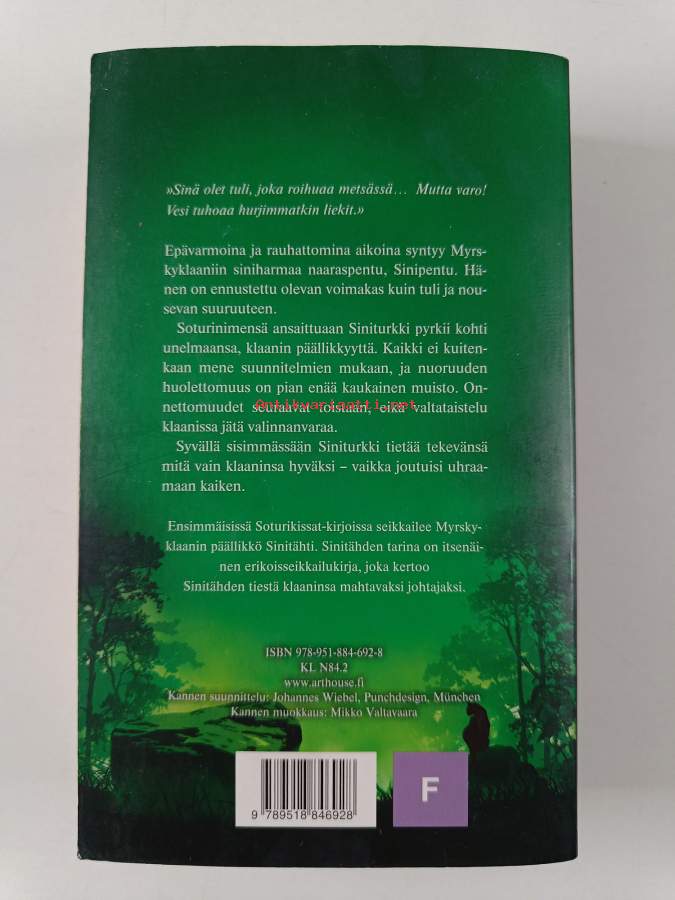 »Sinä olet tuli, joka roihuaa metsässä… Mutta varo!
Vesi tuhoaa hurjimmatkin liekit.»
Epävarmoina ja rauhattomina aikoina syntyy Myrs-
kyklaaniin siniharmaa naaraspentu, Sinipentu. Hä-
nen on ennustettu olevan voimakas kuin tuli ja nou-
sevan suuruuteen.
Soturinimensä ansaittuaan Siniturkki pyrkii kohti
unelmaansa, klaanin päällikkyyttä. Kaikki ei kuiten-
kaan mene suunnitelmien mukaan, ja nuoruuden
huolettomuus on pian enää kaukainen muisto. On-
nettomuudet seuraavat toistaan, eikä valtataistelu
Antikvariaatti.net
klaanissa jätä valinnanvaraa.
Syvällä sisimmässään Siniturkki tietää tekevänsä
mitä vain klaaninsa hyväksi – vaikka joutuisi uhraa-
maan kaiken.
Ensimmäisissä Soturikissat-kirjoissa seikkailee Myrsky-
klaanin päällikkö Sinitähti. Sinitähden tarina on itsenäi-
nen erikoisseikkailukirja, joka kertoo
Sinitähden tiestä klaaninsa mahtavaksi johtajaksi.
ISBN 978-951-884-692-8
KL N84.2
www.arthouse.fi
Kannen suunnittelu: Johannes Wiebel, Punchdesign, München
Kannen muokkaus: Mikko Valtavaara
9 789518 846928
F